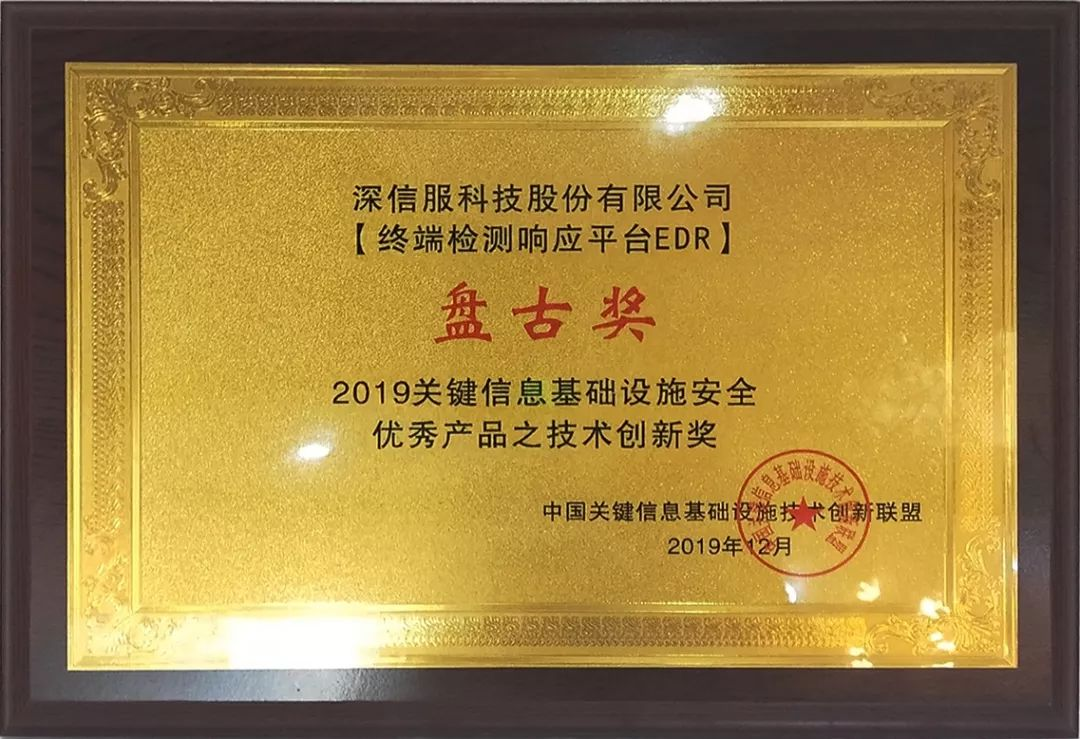 深信服科技股份有限公司
【终端检测响应平台EDR】
盘古奖
2019关键信息基础设施安全
优秀产品之技术创新奖
中国关键信息基础设施技术创新联盟
2019年12月